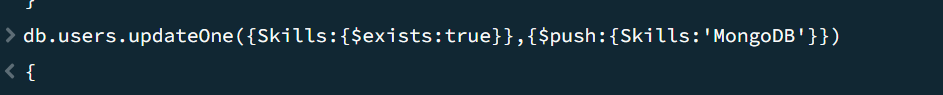 }
> db.users.updateOne({Skills:{$exists:true}},{$push:{Skills:'MongoDB'}})
< {